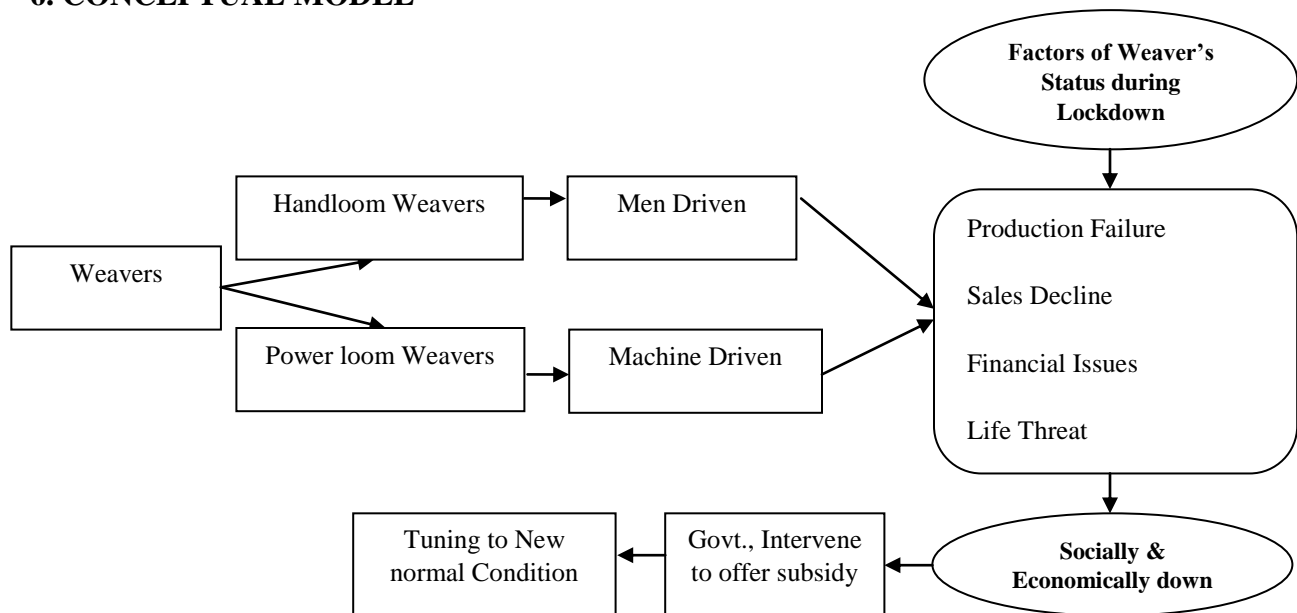 6. CONCEPTUAL MODEL
Factors of Weaver’s
Status during
Lockdown
Handloom Weavers
Men Driven
Production Failure
Weavers
Sales Decline
Power loom Weavers
Machine Driven
Financial Issues
Life Threat
Tuning to New
normal Condition
Govt., Intervene
to offer subsidy
Socially &
Economically down